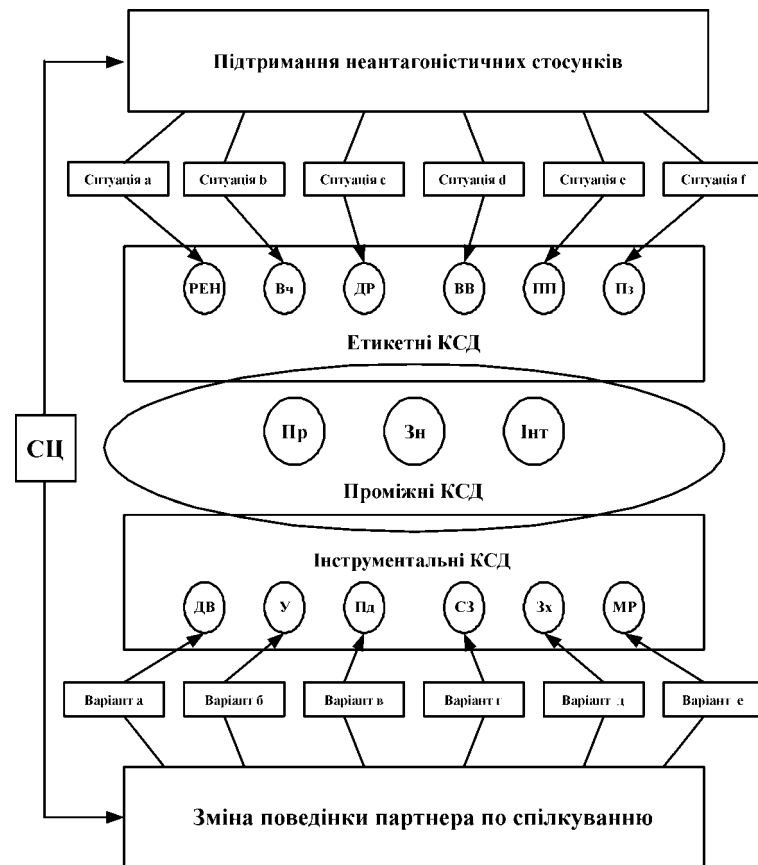 Підтримання неантагоністичних стосунків
Ситуація a
Ситуація b
Ситуація c
Ситуація d
Ситуація e
Ситуація f
РЕН
Вч
ДР
ВВ
ПП
Пз
Етикетні КСД
Пр
Зн
Інт
СЦ
Проміжні КСД
Інструментальні КСД
ДВ
У
Пд
СЗ
Зх
МР
Варіант а
Варіант б
Варіант в
Варіант г
Варіант д
Варіант е
Зміна поведінки партнера по спілкуванню